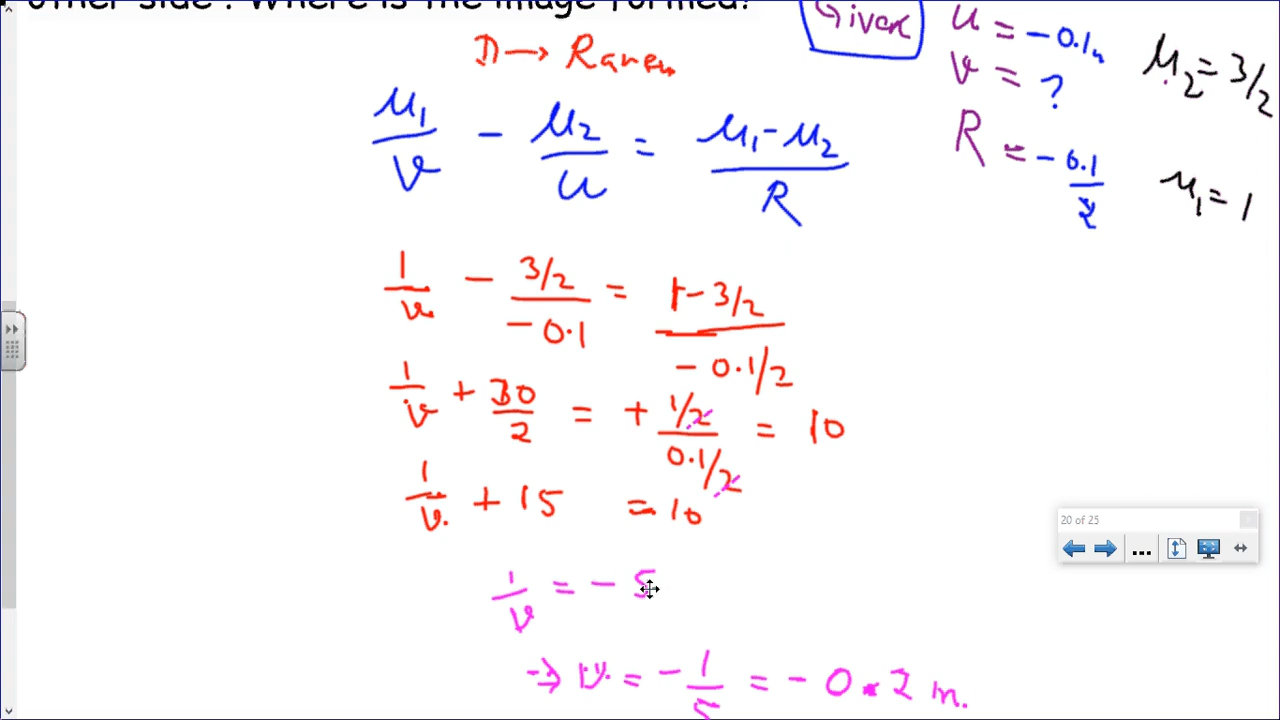 other side . Where is the image formed?
Given
u = -0.1m
v = ?
R = -0.1/2
μ2 = 3/2
μ1 = 1
D → R
μ1/v - μ2/u = μ1-μ2/R
1/v - 3/2/-0.1 = 1-3/2/-0.1/2
1/v + 30/2 = + 1/2/0.1/2 = 10
1/v + 15 = 10
1/v = -5
→ v = -1/5 = -0.2 m.
20 of 25
...